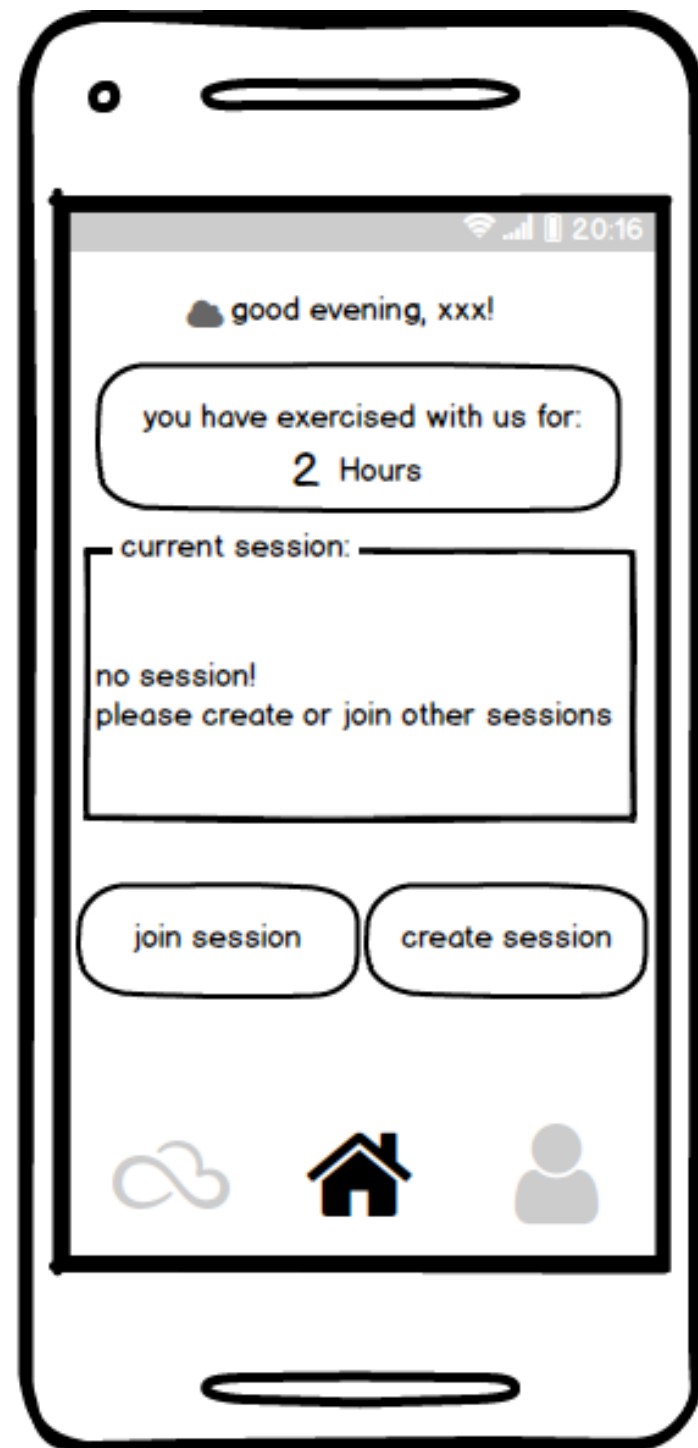 20:16
good evening, xxx!
you have exercised with us for:
2 Hours
current session:
no session!
please create or join other sessions
join session
create session